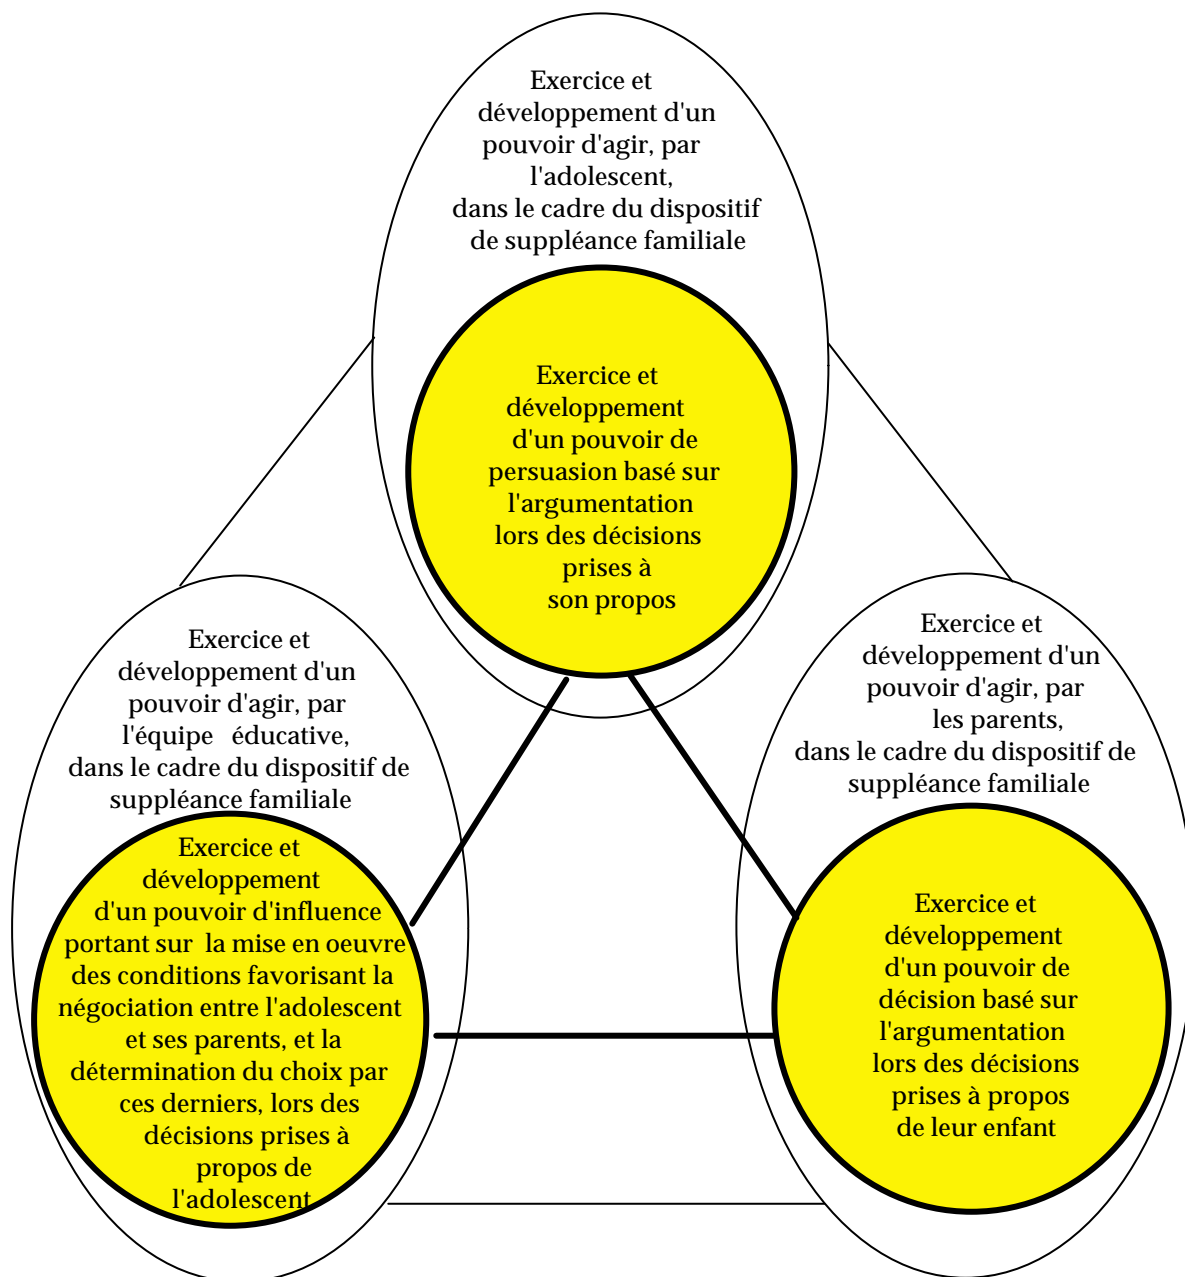 Exercice et
développement d'un
pouvoir d'agir, par
l'adolescent,
dans le cadre du dispositif
de suppléance familiale
Exercice et
développement
d'un pouvoir de
persuasion basé sur
l'argumentation
lors des décisions
prises à
son propos
Exercice et
développement d'un
pouvoir d'agir, par
l'équipe éducative,
dans le cadre du dispositif de
suppléance familiale
Exercice et
développement
d'un pouvoir d'influence
portant sur la mise en oeuvre
des conditions favorisant la
négociation entre l'adolescent
et ses parents, et la
détermination du choix par
ces derniers, lors des
décisions prises à
propos de
l'adolescent
Exercice et
développement d'un
pouvoir d'agir, par
les parents,
dans le cadre du dispositif de
suppléance familiale
Exercice et
développement
d'un pouvoir de
décision basé sur
l'argumentation
lors des décisions
prises à propos
de leur enfant